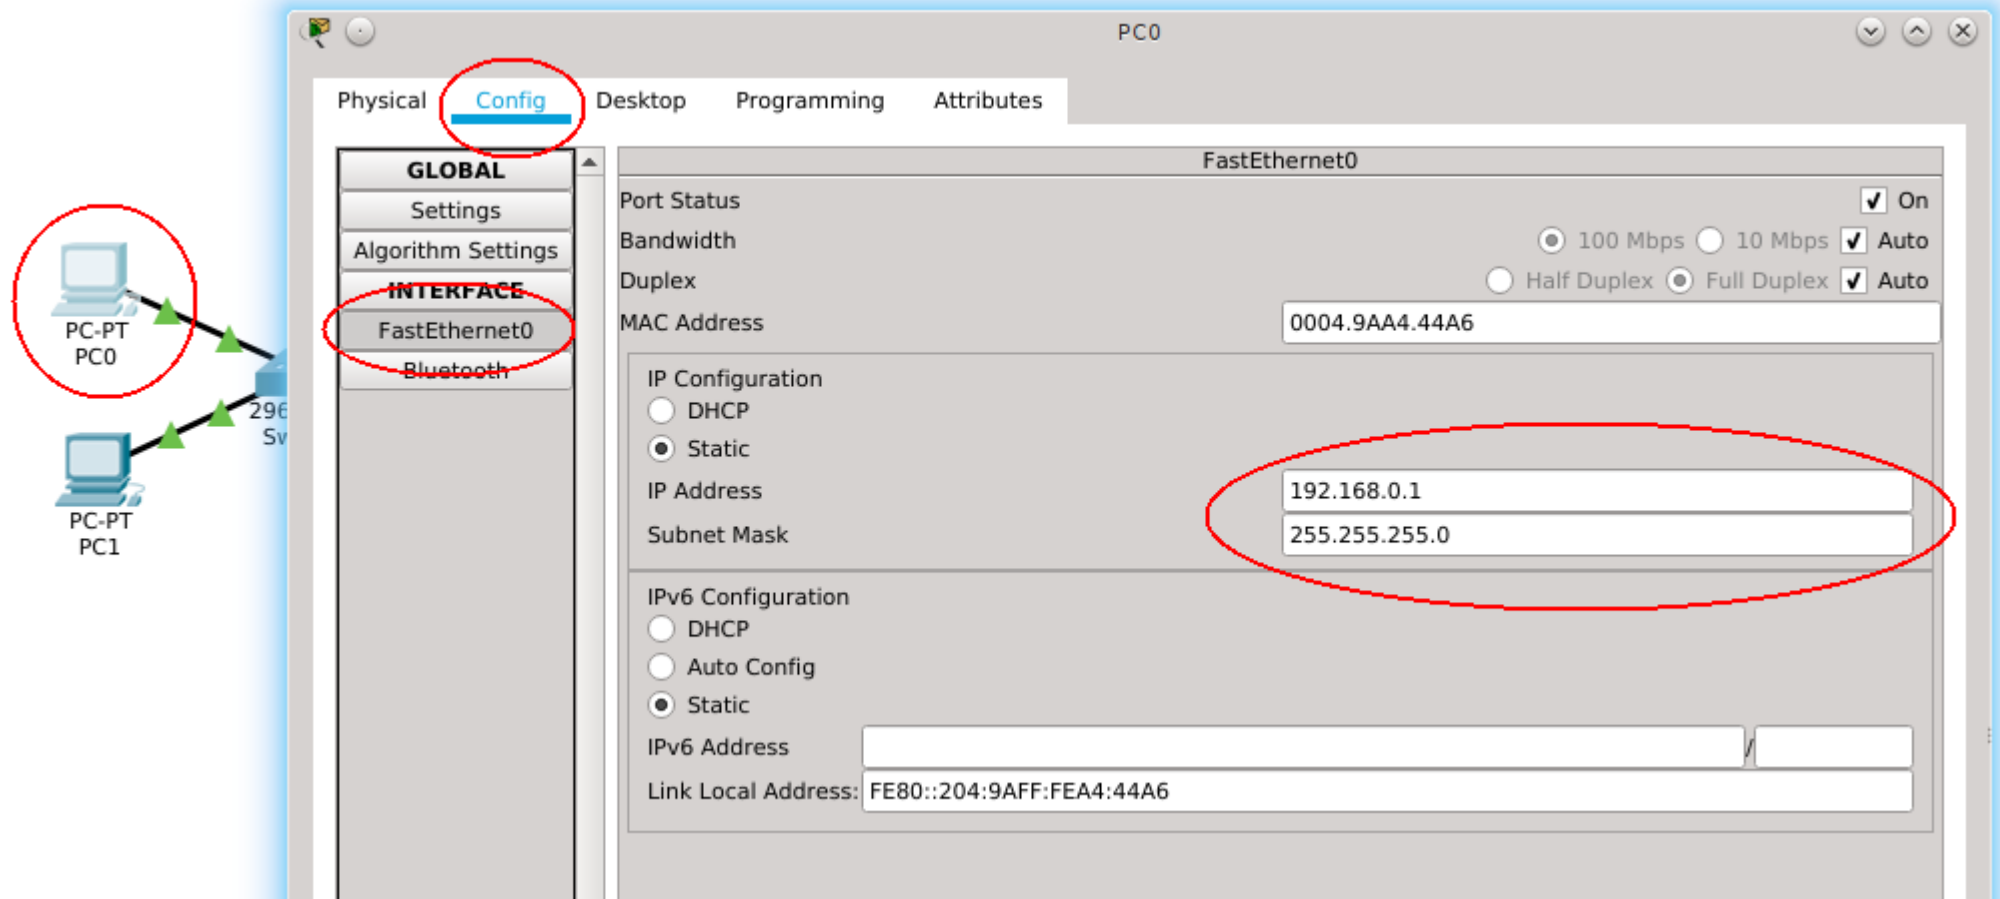 PC0
Physical Config Desktop Programming Attributes
GLOBAL
Settings
Algorithm Settings
INTERFACE
FastEthernet0
Bluetooth
FastEthernet0
Port Status On
Bandwidth 100 Mbps 10 Mbps Auto
Duplex Half Duplex Full Duplex Auto
MAC Address 0004.9AA4.44A6
IP Configuration
DHCP
Static
IP Address 192.168.0.1
Subnet Mask 255.255.255.0
IPv6 Configuration
DHCP
Auto Config
Static
IPv6 Address /
Link Local Address: FE80::204:9AFF:FEA4:44A6
PC-PT
PC0
296
Sw
PC-PT
PC1